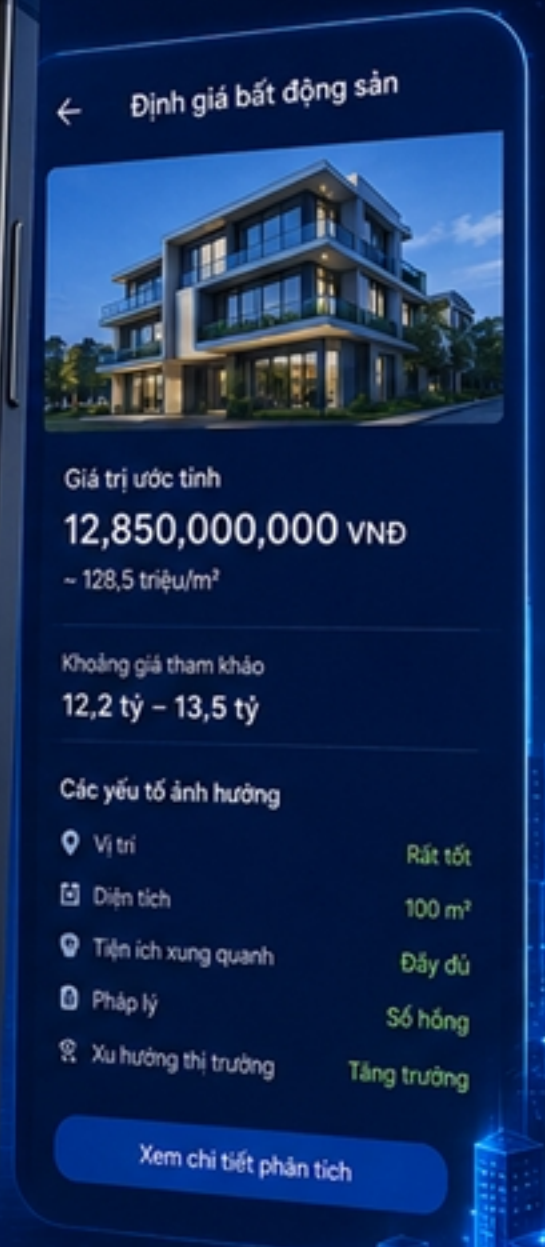 Định giá bất động sản
Giá trị ước tính
12,850,000,000 VNĐ
~ 128,5 triệu/m²
Khoảng giá tham khảo
12,2 tỷ – 13,5 tỷ
Các yếu tố ảnh hưởng
Vị trí Rất tốt
Diện tích 100 m²
Tiện ích xung quanh Đầy đủ
Pháp lý Sổ hồng
Xu hướng thị trường Tăng trưởng
Xem chi tiết phân tích